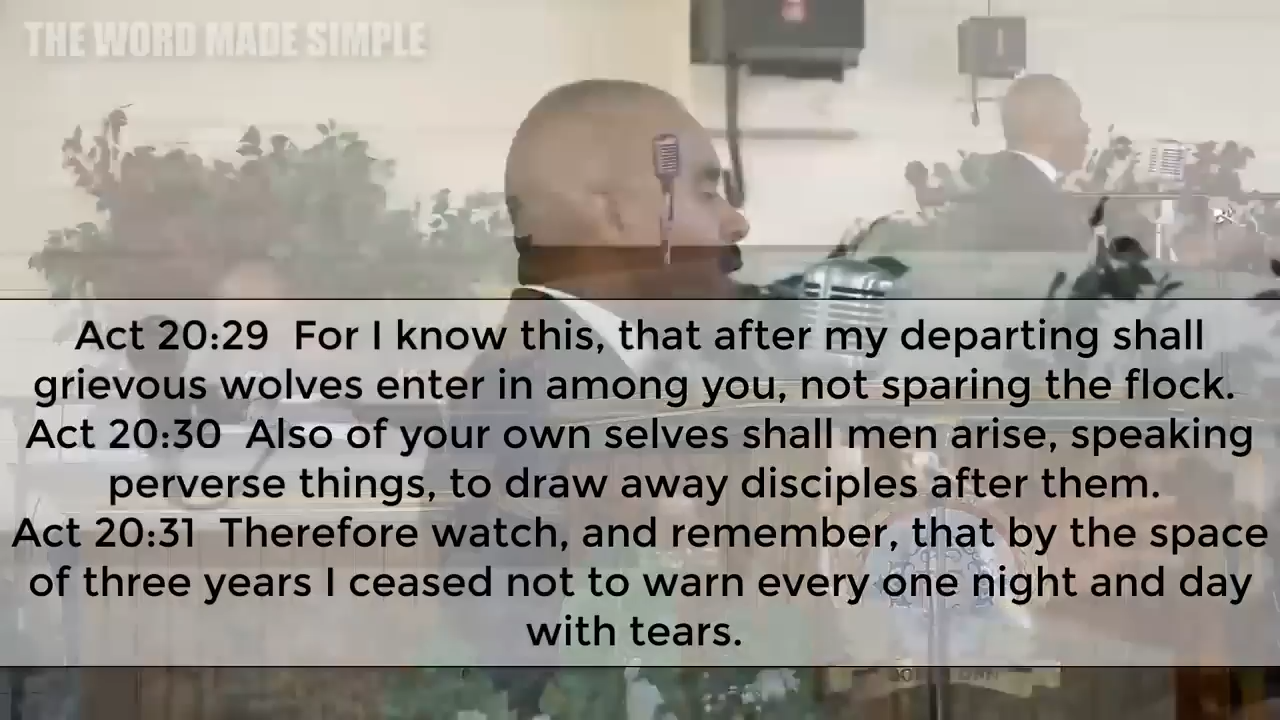 THE WORD MADE SIMPLE
Act 20:29  For I know this, that after my departing shall
grievous wolves enter in among you, not sparing the flock.
Act 20:30  Also of your own selves shall men arise, speaking
perverse things, to draw away disciples after them.
Act 20:31  Therefore watch, and remember, that by the space
of three years I ceased not to warn every one night and day
with tears.